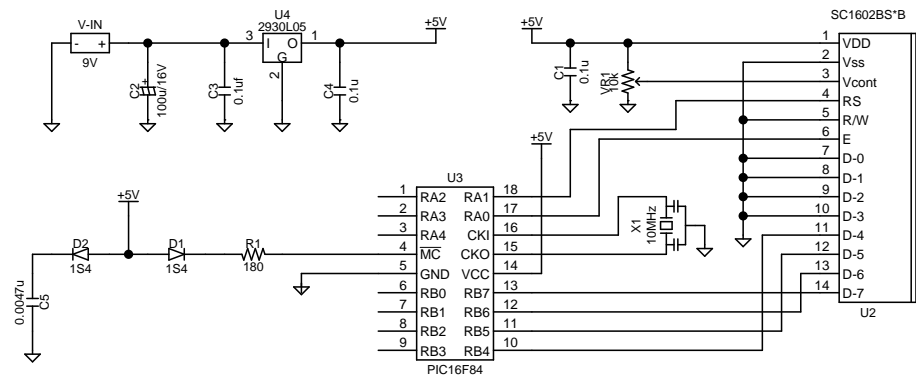 V-IN
- +
9V
C2
100u/16V
C3
0.1uf
U4
2930L05
3 I O 1
G
2
C4
0.1u
+5V
+5V
C1
0.1u
VR1
10k
SC1602BS*B
1 VDD
2 Vss
3 Vcont
4 RS
5 R/W
6 E
7 D-0
8 D-1
9 D-2
10 D-3
11 D-4
12 D-5
13 D-6
14 D-7
U2
+5V
U3
1 RA2 RA1 18
2 RA3 RA0 17
3 RA4 CKI 16
4 MC CKO 15
5 GND VCC 14
6 RB0 RB7 13
7 RB1 RB6 12
8 RB2 RB5 11
9 RB3 RB4 10
PIC16F84
X1
10MHz
+5V
D2
1S4
D1
1S4
R1
180
0.0047u
C5